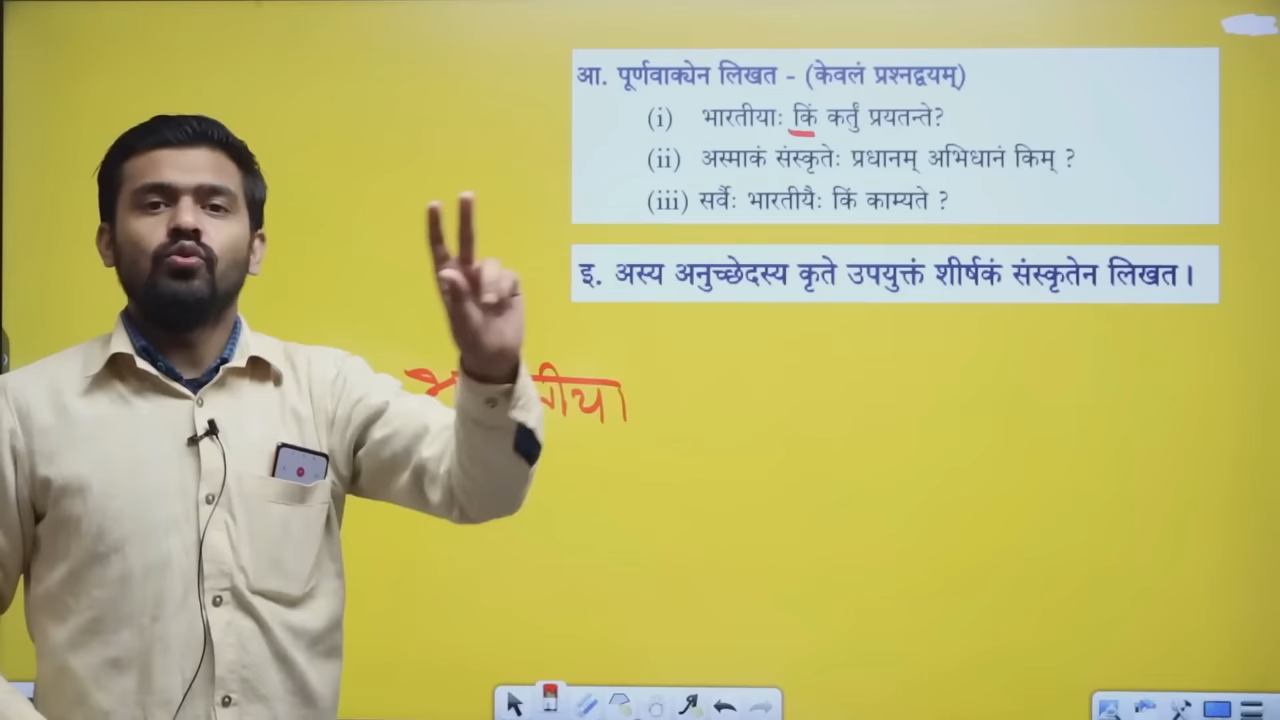 आ. पूर्णवाक्येन लिखत - (केवलं प्रश्नद्वयम्)
(i) भारतीयाः किं कर्तुं प्रयतन्ते?
(ii) अस्माकं संस्कृतेः प्रधानम् अभिधानं किम् ?
(iii) सर्वैः भारतीयैः किं काम्यते ?
इ. अस्य अनुच्छेदस्य कृते उपयुक्तं शीर्षकं संस्कृतेन लिखत।